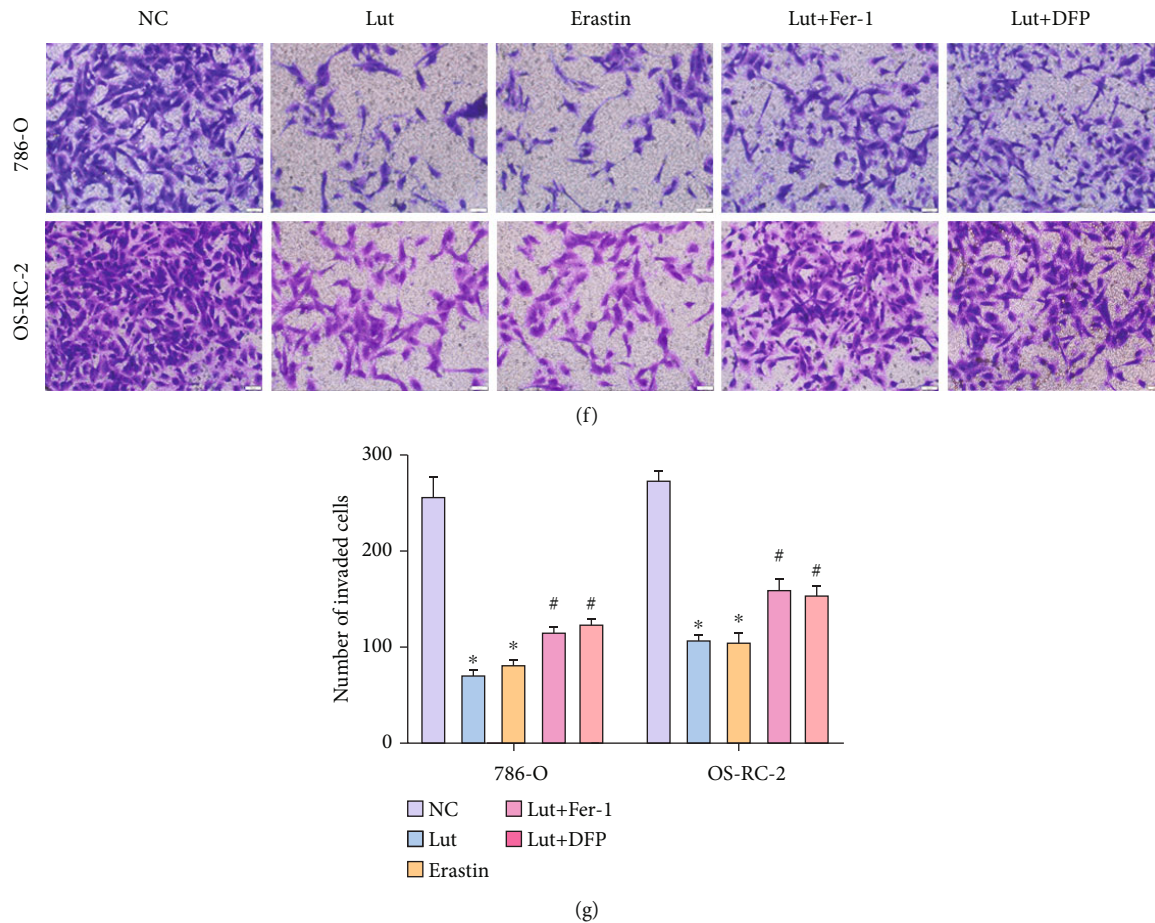 NC Lut Erastin Lut+Fer-1 Lut+DFP
786-O
OS-RC-2
(f)
300
200
100
0
Number of invaded cells
* * # #
* * # #
786-O OS-RC-2
NC Lut+Fer-1
Lut Lut+DFP
Erastin
(g)